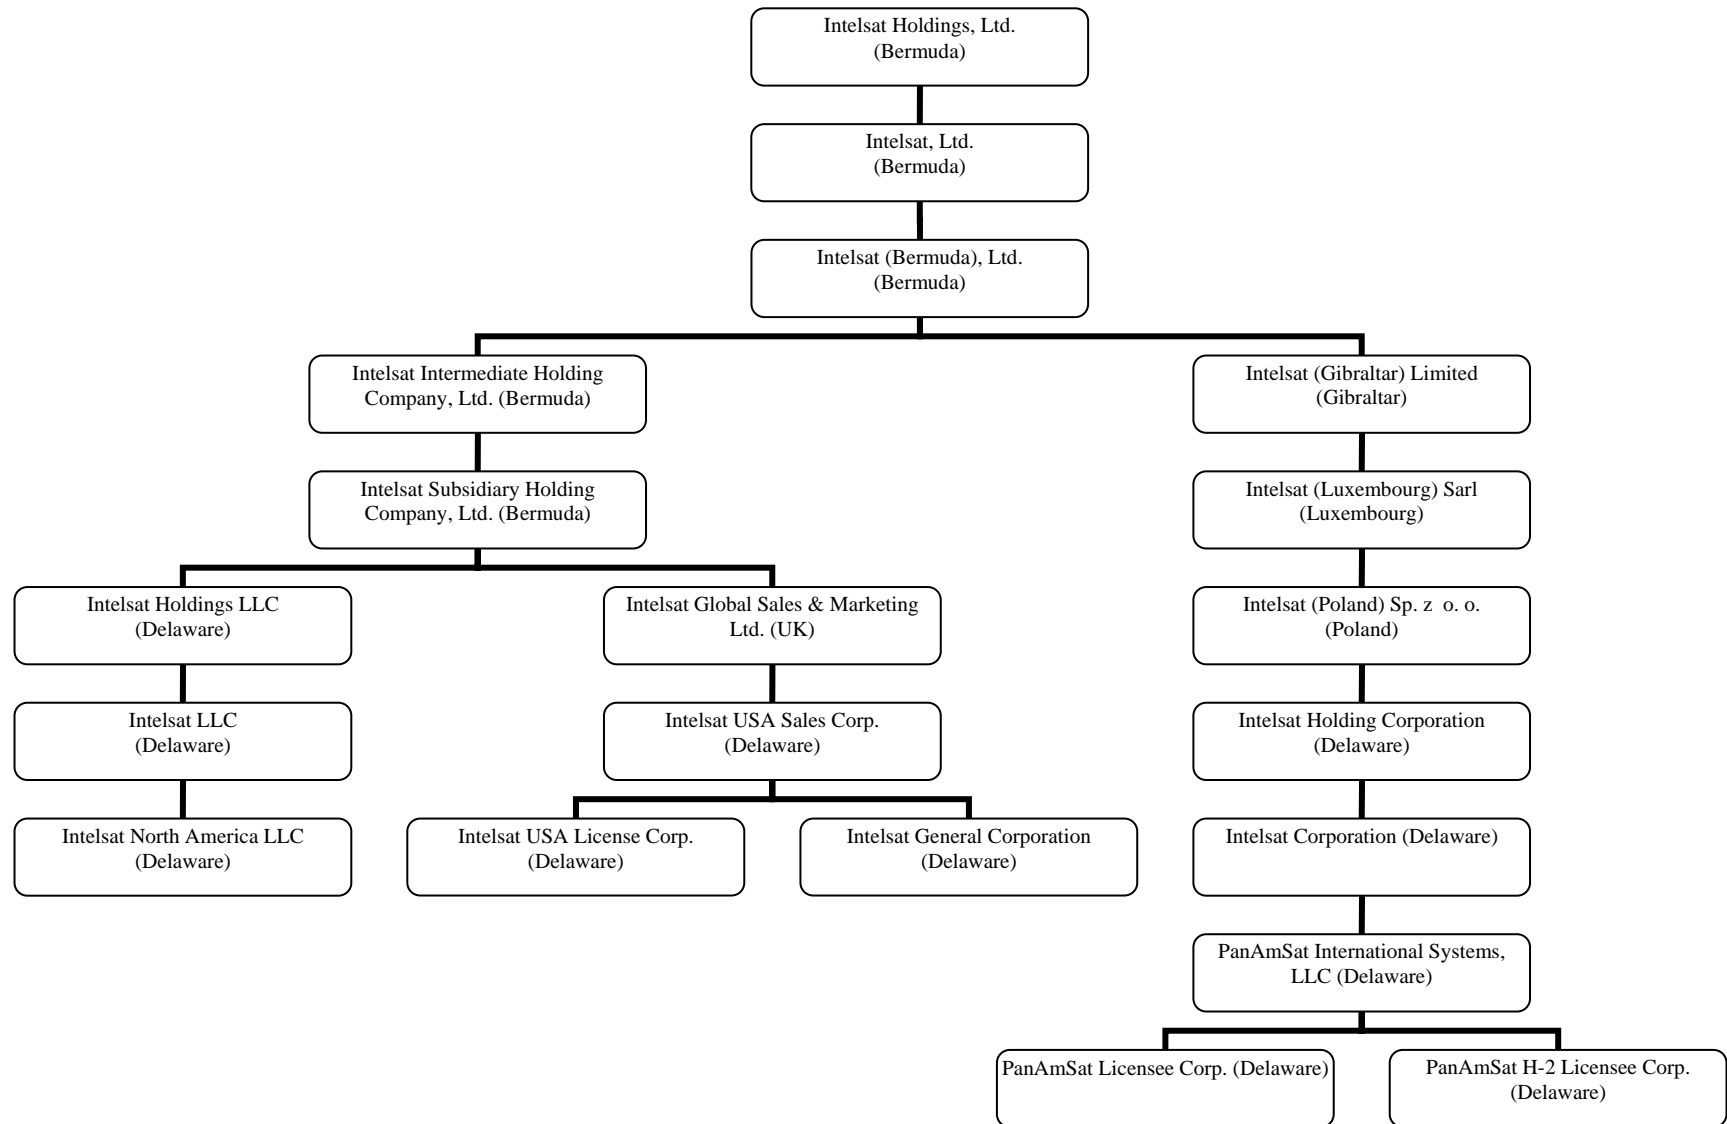 Intelsat Holdings, Ltd.
(Bermuda)
Intelsat, Ltd.
(Bermuda)
Intelsat (Bermuda), Ltd.
(Bermuda)
Intelsat Intermediate Holding
Company, Ltd. (Bermuda)
Intelsat (Gibraltar) Limited
(Gibraltar)
Intelsat Subsidiary Holding
Company, Ltd. (Bermuda)
Intelsat (Luxembourg) Sarl
(Luxembourg)
Intelsat Holdings LLC
(Delaware)
Intelsat Global Sales & Marketing
Ltd. (UK)
Intelsat (Poland) Sp. z o. o.
(Poland)
Intelsat LLC
(Delaware)
Intelsat USA Sales Corp.
(Delaware)
Intelsat Holding Corporation
(Delaware)
Intelsat North America LLC
(Delaware)
Intelsat USA License Corp.
(Delaware)
Intelsat General Corporation
(Delaware)
Intelsat Corporation (Delaware)
PanAmSat International Systems,
LLC (Delaware)
PanAmSat Licensee Corp. (Delaware)
PanAmSat H-2 Licensee Corp.
(Delaware)